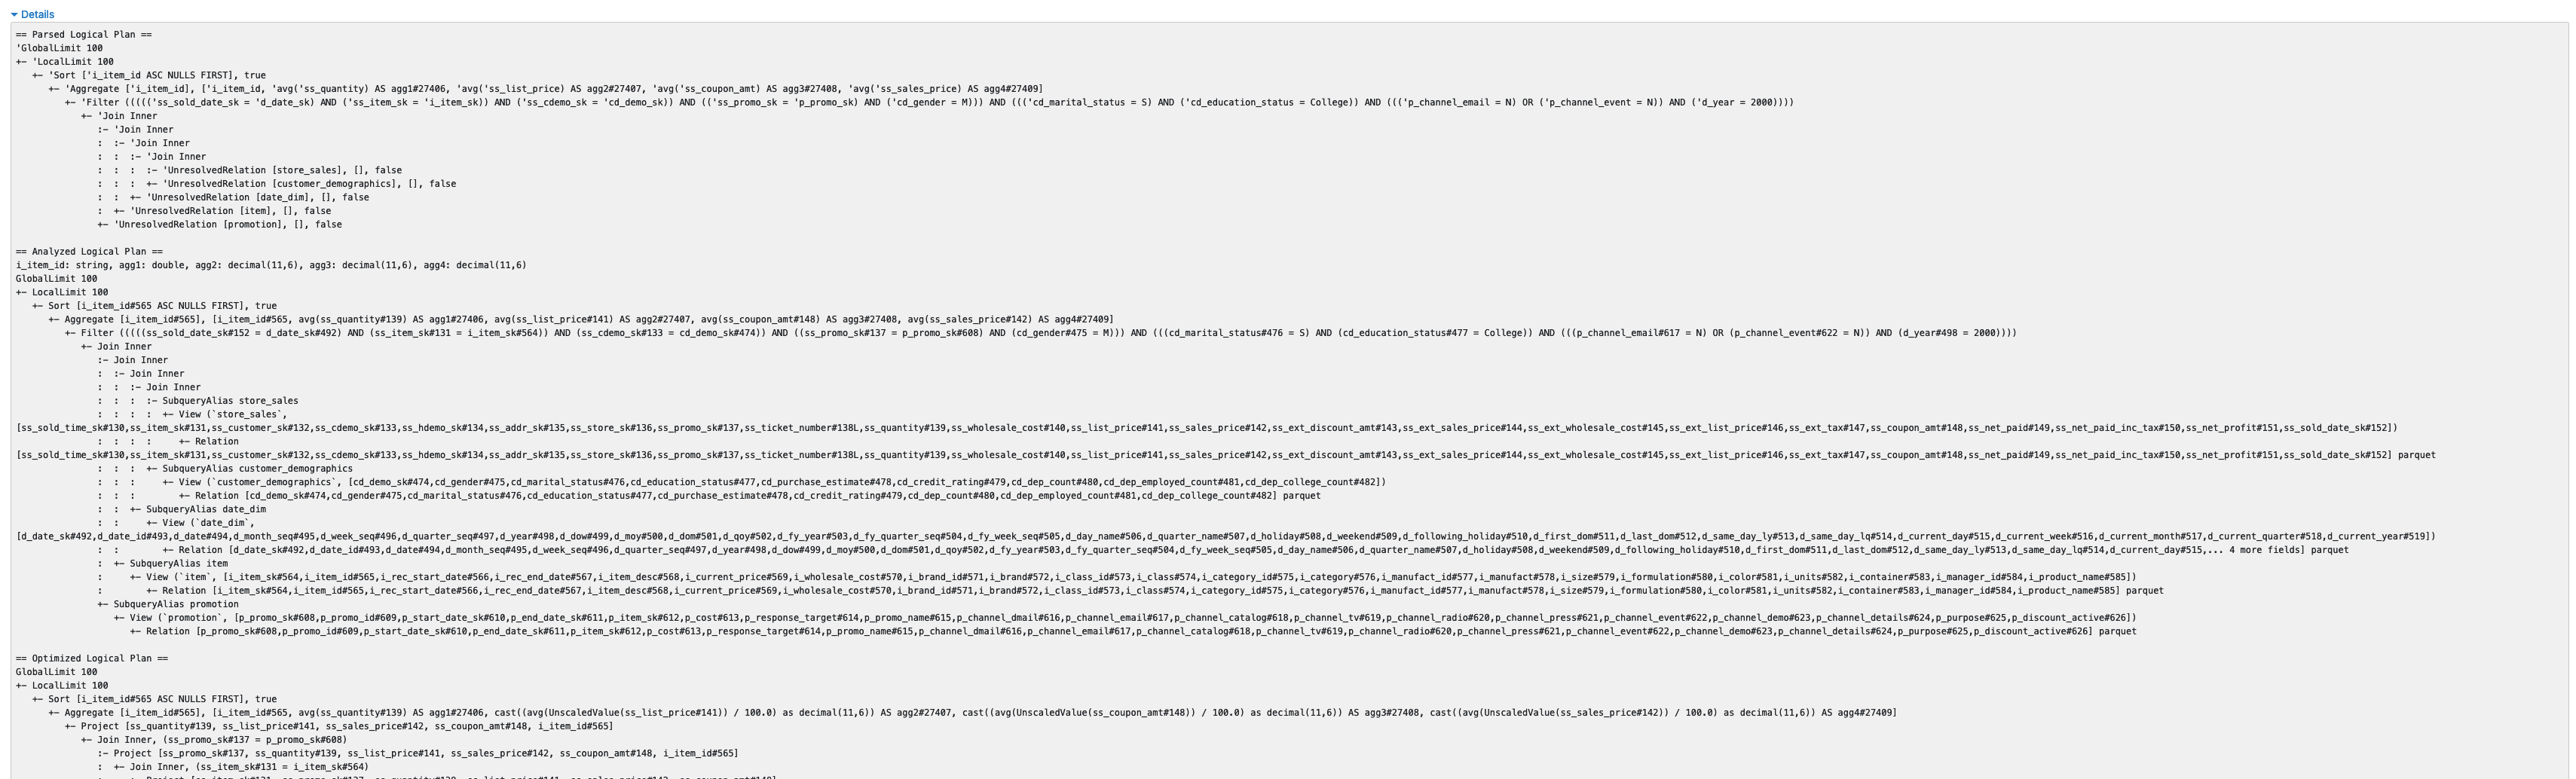 Details
== Parsed Logical Plan ==
'GlobalLimit 100
+- 'LocalLimit 100
+- 'Sort ['i_item_id ASC NULLS FIRST], true
+- 'Aggregate ['i_item_id], ['i_item_id, 'avg('ss_quantity) AS agg1#27406, 'avg('ss_list_price) AS agg2#27407, 'avg('ss_coupon_amt) AS agg3#27408, 'avg('ss_sales_price) AS agg4#27409]
+- 'Filter ((((('ss_sold_date_sk = 'd_date_sk) AND ('ss_item_sk = 'i_item_sk)) AND ('ss_cdemo_sk = 'cd_demo_sk)) AND (('ss_promo_sk = 'p_promo_sk) AND ('cd_gender = M))) AND ((('cd_marital_status = S) AND ('cd_education_status = College)) AND ((('p_channel_email = N) OR ('p_channel_event = N)) AND ('d_year = 2000))))
+- 'Join Inner
:- 'Join Inner
: :- 'Join Inner
: : :- 'Join Inner
: : : :- 'UnresolvedRelation [store_sales], [], false
: : : +- 'UnresolvedRelation [customer_demographics], [], false
: : +- 'UnresolvedRelation [date_dim], [], false
: +- 'UnresolvedRelation [item], [], false
+- 'UnresolvedRelation [promotion], [], false
== Analyzed Logical Plan ==
i_item_id: string, agg1: double, agg2: decimal(11,6), agg3: decimal(11,6), agg4: decimal(11,6)
GlobalLimit 100
+- LocalLimit 100
+- Sort [i_item_id#565 ASC NULLS FIRST], true
+- Aggregate [i_item_id#565], [i_item_id#565, avg(ss_quantity#139) AS agg1#27406, avg(ss_list_price#141) AS agg2#27407, avg(ss_coupon_amt#148) AS agg3#27408, avg(ss_sales_price#142) AS agg4#27409]
+- Filter (((((ss_sold_date_sk#152 = d_date_sk#492) AND (ss_item_sk#131 = i_item_sk#564)) AND (ss_cdemo_sk#133 = cd_demo_sk#474)) AND ((ss_promo_sk#137 = p_promo_sk#608) AND (cd_gender#475 = M))) AND (((cd_marital_status#476 = S) AND (cd_education_status#477 = College)) AND (((p_channel_email#617 = N) OR (p_channel_event#622 = N)) AND (d_year#498 = 2000))))
+- Join Inner
:- Join Inner
: :- Join Inner
: : :- Join Inner
: : : :- SubqueryAlias store_sales
: : : : +- View (`store_sales`,
[ss_sold_time_sk#130,ss_item_sk#131,ss_customer_sk#132,ss_cdemo_sk#133,ss_hdemo_sk#134,ss_addr_sk#135,ss_store_sk#136,ss_promo_sk#137,ss_ticket_number#138L,ss_quantity#139,ss_wholesale_cost#140,ss_list_price#141,ss_sales_price#142,ss_ext_discount_amt#143,ss_ext_sales_price#144,ss_ext_wholesale_cost#145,ss_ext_list_price#146,ss_ext_tax#147,ss_coupon_amt#148,ss_net_paid#149,ss_net_paid_inc_tax#150,ss_net_profit#151,ss_sold_date_sk#152])
: : : : +- Relation
[ss_sold_time_sk#130,ss_item_sk#131,ss_customer_sk#132,ss_cdemo_sk#133,ss_hdemo_sk#134,ss_addr_sk#135,ss_store_sk#136,ss_promo_sk#137,ss_ticket_number#138L,ss_quantity#139,ss_wholesale_cost#140,ss_list_price#141,ss_sales_price#142,ss_ext_discount_amt#143,ss_ext_sales_price#144,ss_ext_wholesale_cost#145,ss_ext_list_price#146,ss_ext_tax#147,ss_coupon_amt#148,ss_net_paid#149,ss_net_paid_inc_tax#150,ss_net_profit#151,ss_sold_date_sk#152] parquet
: : : +- SubqueryAlias customer_demographics
: : : +- View (`customer_demographics`, [cd_demo_sk#474,cd_gender#475,cd_marital_status#476,cd_education_status#477,cd_purchase_estimate#478,cd_credit_rating#479,cd_dep_count#480,cd_dep_employed_count#481,cd_dep_college_count#482])
: : : +- Relation [cd_demo_sk#474,cd_gender#475,cd_marital_status#476,cd_education_status#477,cd_purchase_estimate#478,cd_credit_rating#479,cd_dep_count#480,cd_dep_employed_count#481,cd_dep_college_count#482] parquet
: : +- SubqueryAlias date_dim
: : +- View (`date_dim`,
[d_date_sk#492,d_date_id#493,d_date#494,d_month_seq#495,d_week_seq#496,d_quarter_seq#497,d_year#498,d_dow#499,d_moy#500,d_dom#501,d_qoy#502,d_fy_year#503,d_fy_quarter_seq#504,d_fy_week_seq#505,d_day_name#506,d_quarter_name#507,d_holiday#508,d_weekend#509,d_following_holiday#510,d_first_dom#511,d_last_dom#512,d_same_day_ly#513,d_same_day_lq#514,d_current_day#515,d_current_week#516,d_current_month#517,d_current_quarter#518,d_current_year#519])
: : +- Relation [d_date_sk#492,d_date_id#493,d_date#494,d_month_seq#495,d_week_seq#496,d_quarter_seq#497,d_year#498,d_dow#499,d_moy#500,d_dom#501,d_qoy#502,d_fy_year#503,d_fy_quarter_seq#504,d_fy_week_seq#505,d_day_name#506,d_quarter_name#507,d_holiday#508,d_weekend#509,d_following_holiday#510,d_first_dom#511,d_last_dom#512,d_same_day_ly#513,d_same_day_lq#514,d_current_day#515,... 4 more fields] parquet
: +- SubqueryAlias item
: +- View (`item`, [i_item_sk#564,i_item_id#565,i_rec_start_date#566,i_rec_end_date#567,i_item_desc#568,i_current_price#569,i_wholesale_cost#570,i_brand_id#571,i_brand#572,i_class_id#573,i_class#574,i_category_id#575,i_category#576,i_manufact_id#577,i_manufact#578,i_size#579,i_formulation#580,i_color#581,i_units#582,i_container#583,i_manager_id#584,i_product_name#585])
: +- Relation [i_item_sk#564,i_item_id#565,i_rec_start_date#566,i_rec_end_date#567,i_item_desc#568,i_current_price#569,i_wholesale_cost#570,i_brand_id#571,i_brand#572,i_class_id#573,i_class#574,i_category_id#575,i_category#576,i_manufact_id#577,i_manufact#578,i_size#579,i_formulation#580,i_color#581,i_units#582,i_container#583,i_manager_id#584,i_product_name#585] parquet
+- SubqueryAlias promotion
+- View (`promotion`, [p_promo_sk#608,p_promo_id#609,p_start_date_sk#610,p_end_date_sk#611,p_item_sk#612,p_cost#613,p_response_target#614,p_promo_name#615,p_channel_dmail#616,p_channel_email#617,p_channel_catalog#618,p_channel_tv#619,p_channel_radio#620,p_channel_press#621,p_channel_event#622,p_channel_demo#623,p_channel_details#624,p_purpose#625,p_discount_active#626])
+- Relation [p_promo_sk#608,p_promo_id#609,p_start_date_sk#610,p_end_date_sk#611,p_item_sk#612,p_cost#613,p_response_target#614,p_promo_name#615,p_channel_dmail#616,p_channel_email#617,p_channel_catalog#618,p_channel_tv#619,p_channel_radio#620,p_channel_press#621,p_channel_event#622,p_channel_demo#623,p_channel_details#624,p_purpose#625,p_discount_active#626] parquet
== Optimized Logical Plan ==
GlobalLimit 100
+- LocalLimit 100
+- Sort [i_item_id#565 ASC NULLS FIRST], true
+- Aggregate [i_item_id#565], [i_item_id#565, avg(ss_quantity#139) AS agg1#27406, cast((avg(UnscaledValue(ss_list_price#141)) / 100.0) as decimal(11,6)) AS agg2#27407, cast((avg(UnscaledValue(ss_coupon_amt#148)) / 100.0) as decimal(11,6)) AS agg3#27408, cast((avg(UnscaledValue(ss_sales_price#142)) / 100.0) as decimal(11,6)) AS agg4#27409]
+- Project [ss_quantity#139, ss_list_price#141, ss_sales_price#142, ss_coupon_amt#148, i_item_id#565]
+- Join Inner, (ss_promo_sk#137 = p_promo_sk#608)
:- Project [ss_promo_sk#137, ss_quantity#139, ss_list_price#141, ss_sales_price#142, ss_coupon_amt#148, i_item_id#565]
: +- Join Inner, (ss_item_sk#131 = i_item_sk#564)